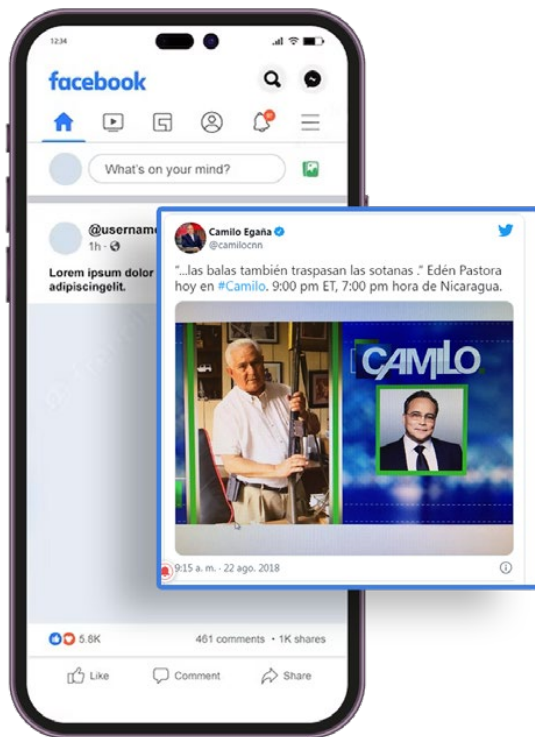 12:34
facebook
What's on your mind?
@username
1h
Lorem ipsum dolor
adipiscingelit.
Camilo Egaña
@camilocnn
"...las balas también traspasan las sotanas ." Edén Pastora
hoy en #Camilo. 9:00 pm ET, 7:00 pm hora de Nicaragua.
CAMILO
9:15 a. m. · 22 ago. 2018
5.8K
461 comments • 1K shares
Like
Comment
Share